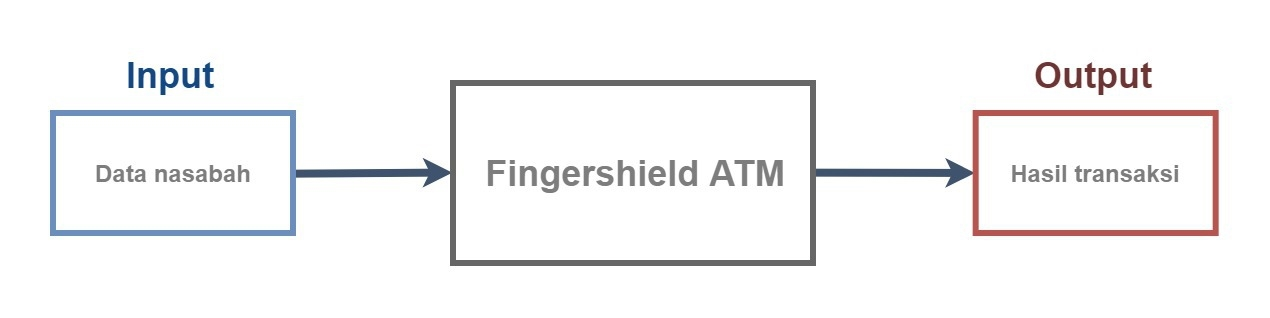 Input
Data nasabah
Fingershield ATM
Output
Hasil transaksi